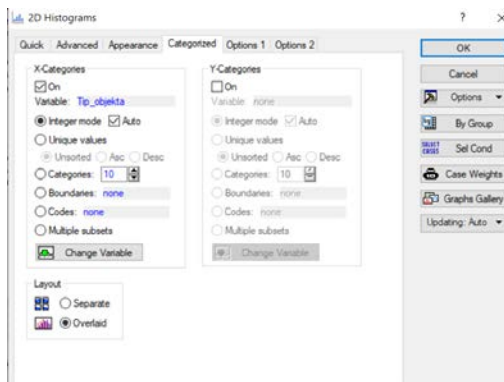 2D Histograms
?
Quick Advanced Appearance Categorized Options 1 Options 2
X-Categories
On
Variable: Tip_objekta
Integer mode Auto
Unique values
Unsorted Asc Desc
Categories: 10
Boundaries: none
Codes: none
Multiple subsets
Change Variable
Y-Categories
On
Variable: none
Integer mode Auto
Unique values
Unsorted Asc Desc
Categories: 10
Boundaries: none
Codes: none
Multiple subsets
Change Variable
Layout
Separate
Overlaid
OK
Cancel
Options
By Group
SELECT
CASES
Sel Cond
Case Weights
Graphs Gallery
Updating: Auto